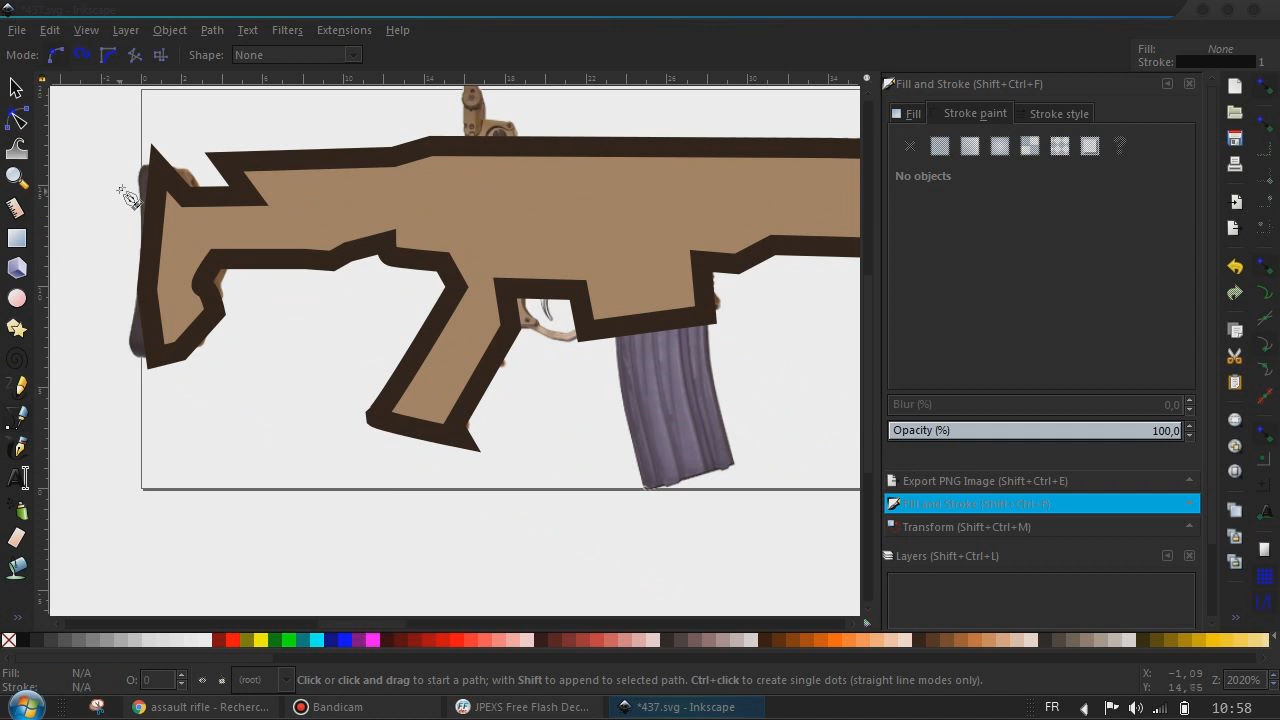 *437.svg - Inkscape
File Edit View Layer Object Path Text Filters Extensions Help
Mode: Shape: None
Fill: None
Stroke: 1
Fill and Stroke (Shift+Ctrl+F)
Fill Stroke paint Stroke style
No objects
Blur (%) 0,0
Opacity (%) 100,0
Export PNG Image (Shift+Ctrl+E)
Fill and Stroke (Shift+Ctrl+F)
Transform (Shift+Ctrl+M)
Layers (Shift+Ctrl+L)
Fill: N/A
Stroke: N/A
O: 0
(root)
Click or click and drag to start a path; with Shift to append to selected path. Ctrl+click to create single dots (straight line modes only).
X: -1,09
Y:
Z: 2020%
assault rifle - Recherc...
Bandicam
JPEXS Free Flash Dec...
*437.svg - Inkscape
FR
10:58